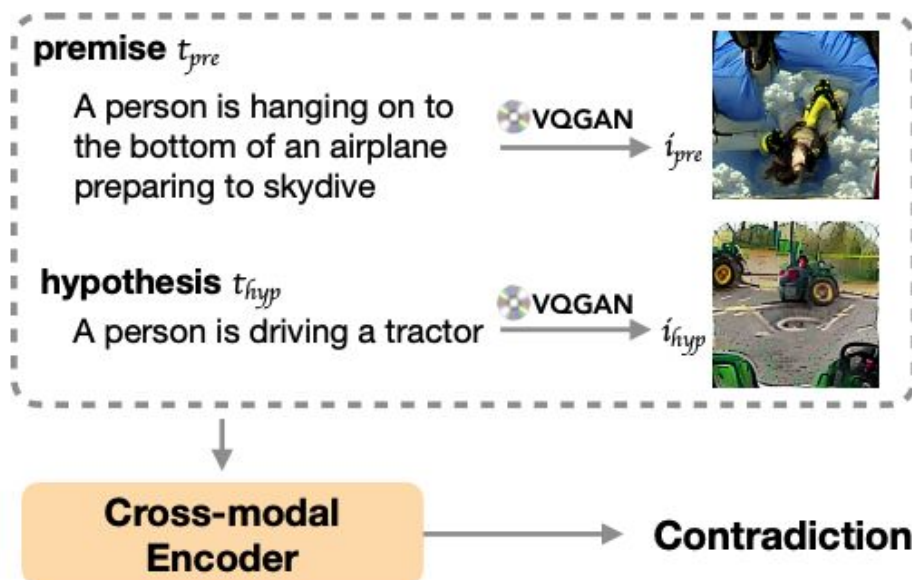 premise t_pre
A person is hanging on to
the bottom of an airplane
preparing to skydive
VQGAN
i_pre
hypothesis t_hyp
A person is driving a tractor
VQGAN
i_hyp
Cross-modal
Encoder
Contradiction